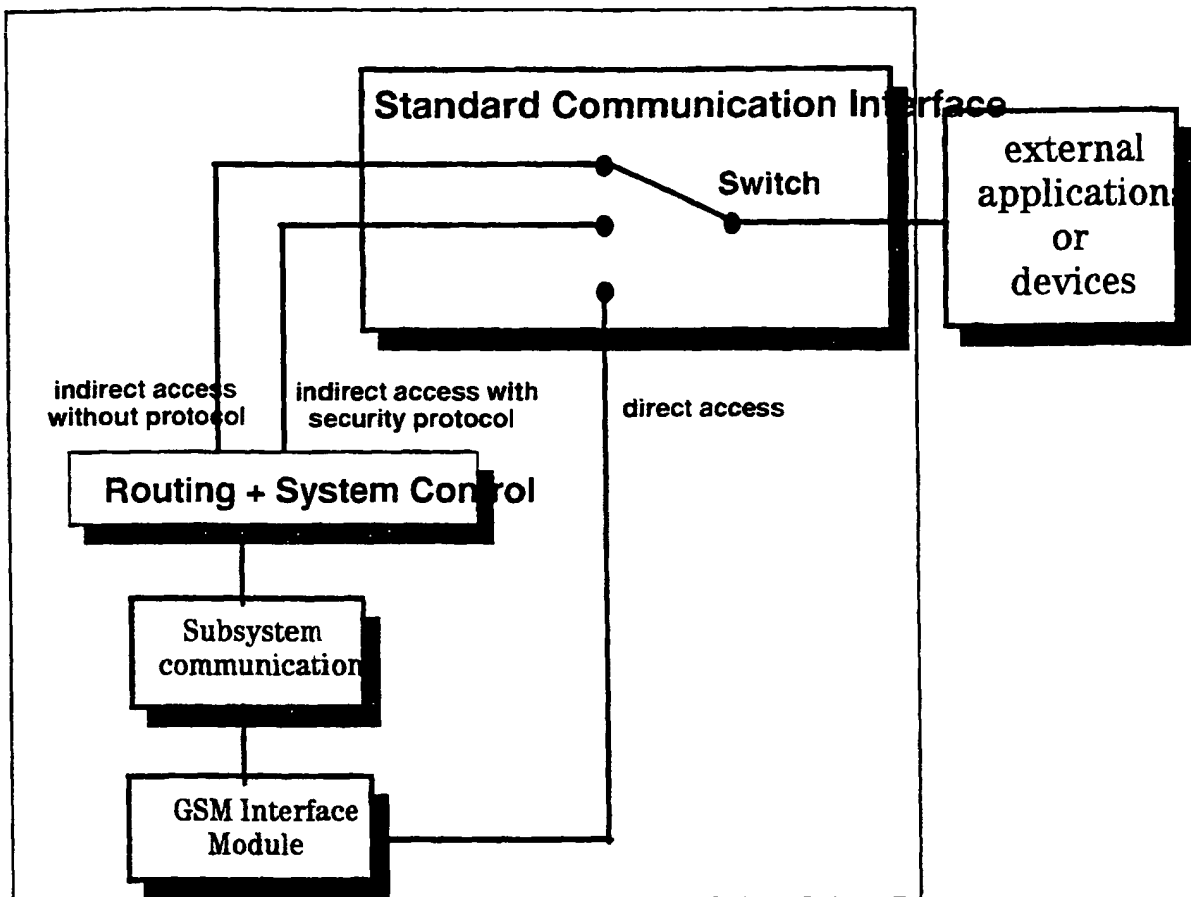 Standard Communication Interface
Switch
external
applications
or
devices
indirect access
without protocol
indirect access with
security protocol
direct access
Routing + System Control
Subsystem
communication
GSM Interface
Module